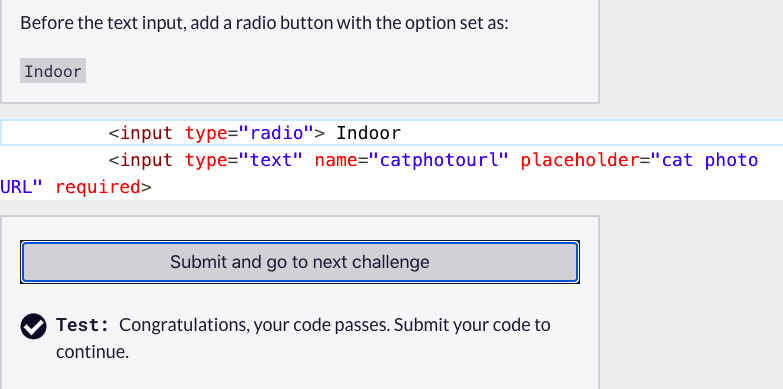 Before the text input, add a radio button with the option set as:
Indoor
<input type="radio"> Indoor
<input type="text" name="catphotourl" placeholder="cat photo
URL" required>
Submit and go to next challenge
Test: Congratulations, your code passes. Submit your code to
continue.